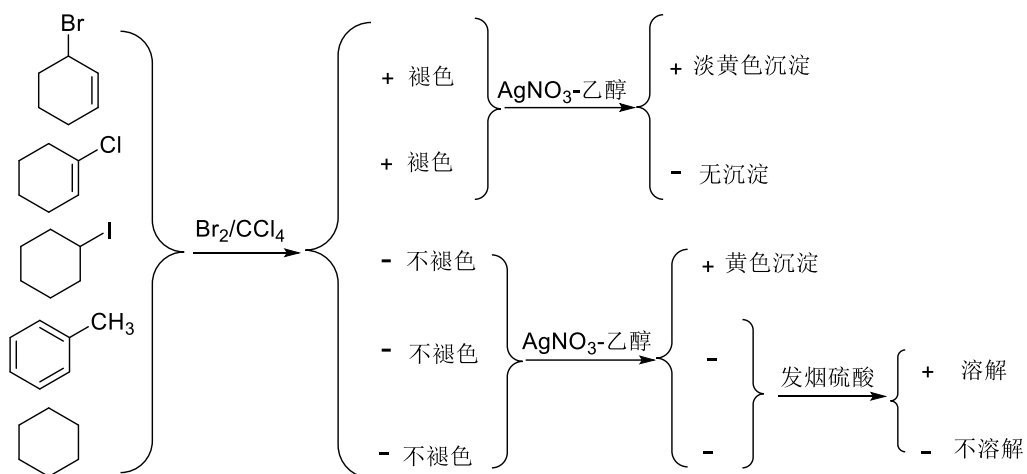 Br
Cl
I
CH₃
Br₂/CCl₄
+ 褪色
+ 褪色
- 不褪色
- 不褪色
- 不褪色
AgNO₃-乙醇
+ 淡黄色沉淀
- 无沉淀
AgNO₃-乙醇
+ 黄色沉淀
-
-
发烟硫酸
+ 溶解
- 不溶解